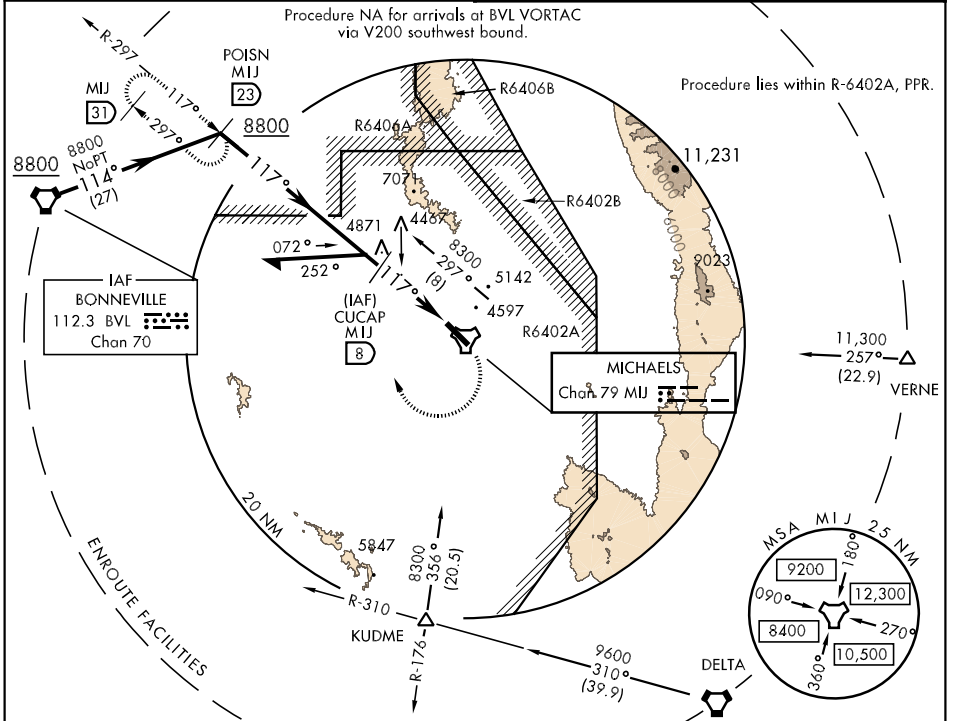 Procedure NA for arrivals at BVL VORTAC
via V200 southwest bound.
R-297
POISN
MIJ
23
MIJ
31
117°
297°
8800
8800
8800
NoPT
114°
(27)
117°
R6406B
R6406A
Procedure lies within R-6402A, PPR.
11,231
8000
6000
9023
7071
R6402B
4871
4467
072°
252°
8300
297°
(8)
5142
4597
117°
IAF
BONNEVILLE
112.3 BVL
Chan 70
(IAF)
CUCAP
MIJ
8
R6402A
MICHAELS
Chan 79 MIJ
11,300
257°
(22.9)
VERNE
20 NM
5847
ENROUTE FACILITIES
8300
356°
(20.5)
R-310
KUDME
R-176
9600
310°
(39.9)
DELTA
MSA MIJ 25 NM
180°
9200
090°
12,300
8400
270°
10,500
360°